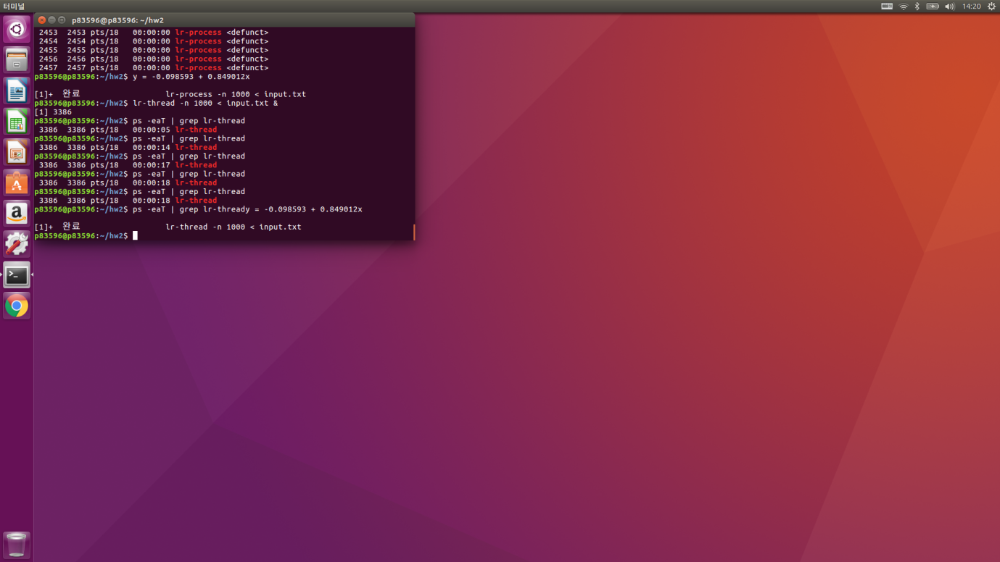 터미널
14:20
p83596@p83596: ~/hw2
2453  2453 pts/18   00:00:00 lr-process <defunct>
2454  2454 pts/18   00:00:00 lr-process <defunct>
2455  2455 pts/18   00:00:00 lr-process <defunct>
2456  2456 pts/18   00:00:00 lr-process <defunct>
2457  2457 pts/18   00:00:00 lr-process <defunct>
p83596@p83596:~/hw2$ y = -0.098593 + 0.849012x
[1]+  완료                  lr-process -n 1000 < input.txt
p83596@p83596:~/hw2$ lr-thread -n 1000 < input.txt &
[1] 3386
p83596@p83596:~/hw2$ ps -eaT | grep lr-thread
3386  3386 pts/18   00:00:05 lr-thread
p83596@p83596:~/hw2$ ps -eaT | grep lr-thread
3386  3386 pts/18   00:00:14 lr-thread
p83596@p83596:~/hw2$ ps -eaT | grep lr-thread
3386  3386 pts/18   00:00:17 lr-thread
p83596@p83596:~/hw2$ ps -eaT | grep lr-thread
3386  3386 pts/18   00:00:18 lr-thread
p83596@p83596:~/hw2$ ps -eaT | grep lr-thread
3386  3386 pts/18   00:00:18 lr-thread
p83596@p83596:~/hw2$ ps -eaT | grep lr-thready = -0.098593 + 0.849012x
[1]+  완료                  lr-thread -n 1000 < input.txt
p83596@p83596:~/hw2$